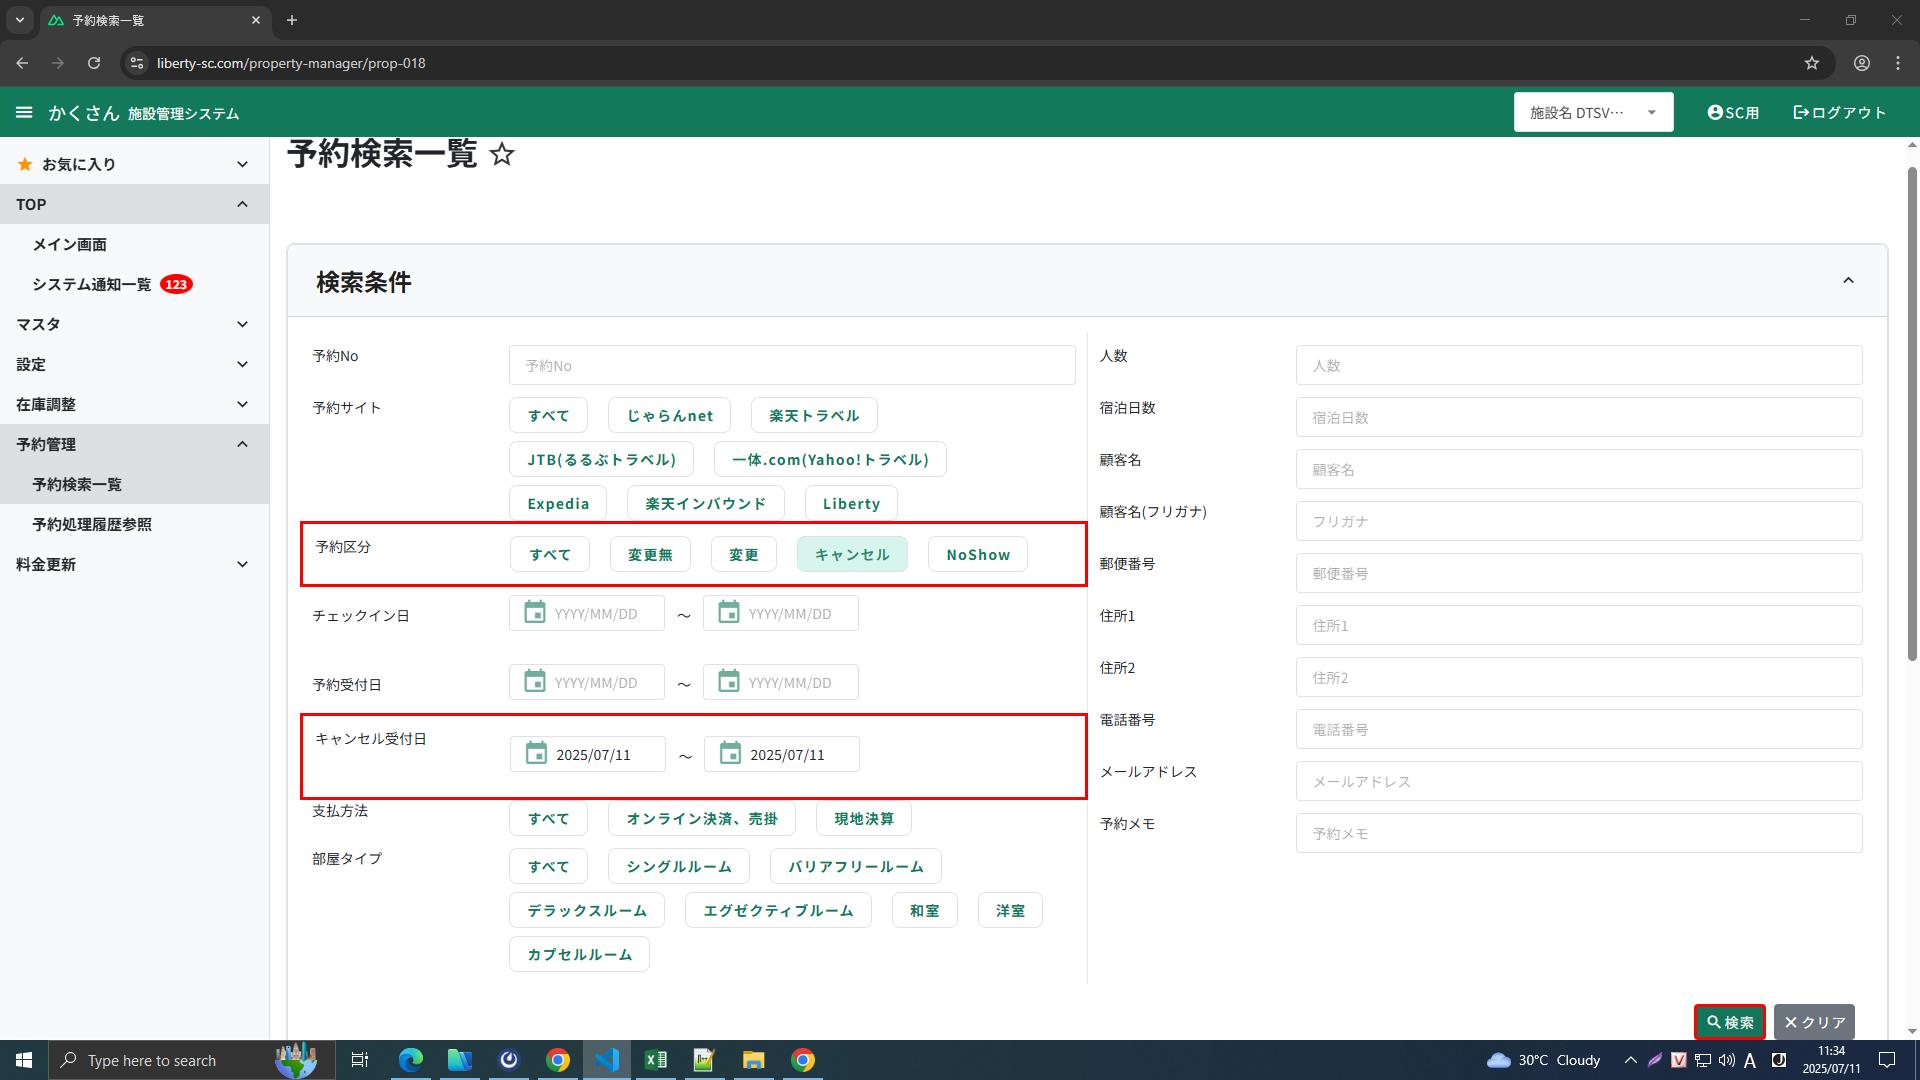 予約検索一覧
liberty-sc.com/property-manager/prop-018
かくさん 施設管理システム
施設名 DTSV…
SC用
ログアウト
お気に入り
TOP
メイン画面
システム通知一覧 123
マスタ
設定
在庫調整
予約管理
予約検索一覧
予約処理履歴参照
料金更新
予約検索一覧
検索条件
予約No
予約No
予約サイト
すべて じゃらんnet 楽天トラベル
JTB(るるぶトラベル) 一体.com(Yahoo!トラベル)
Expedia 楽天インバウンド Liberty
予約区分
すべて 変更無 変更 キャンセル NoShow
チェックイン日
YYYY/MM/DD ～ YYYY/MM/DD
予約受付日
YYYY/MM/DD ～ YYYY/MM/DD
キャンセル受付日
2025/07/11 ～ 2025/07/11
支払方法
すべて オンライン決済、売掛 現地決算
部屋タイプ
すべて シングルルーム バリアフリールーム
デラックスルーム エグゼクティブルーム 和室 洋室
カプセルルーム
人数
人数
宿泊日数
宿泊日数
顧客名
顧客名
顧客名(フリガナ)
フリガナ
郵便番号
郵便番号
住所1
住所1
住所2
住所2
電話番号
電話番号
メールアドレス
メールアドレス
予約メモ
予約メモ
検索
クリア
Type here to search
30°C Cloudy
A
11:34
2025/07/11